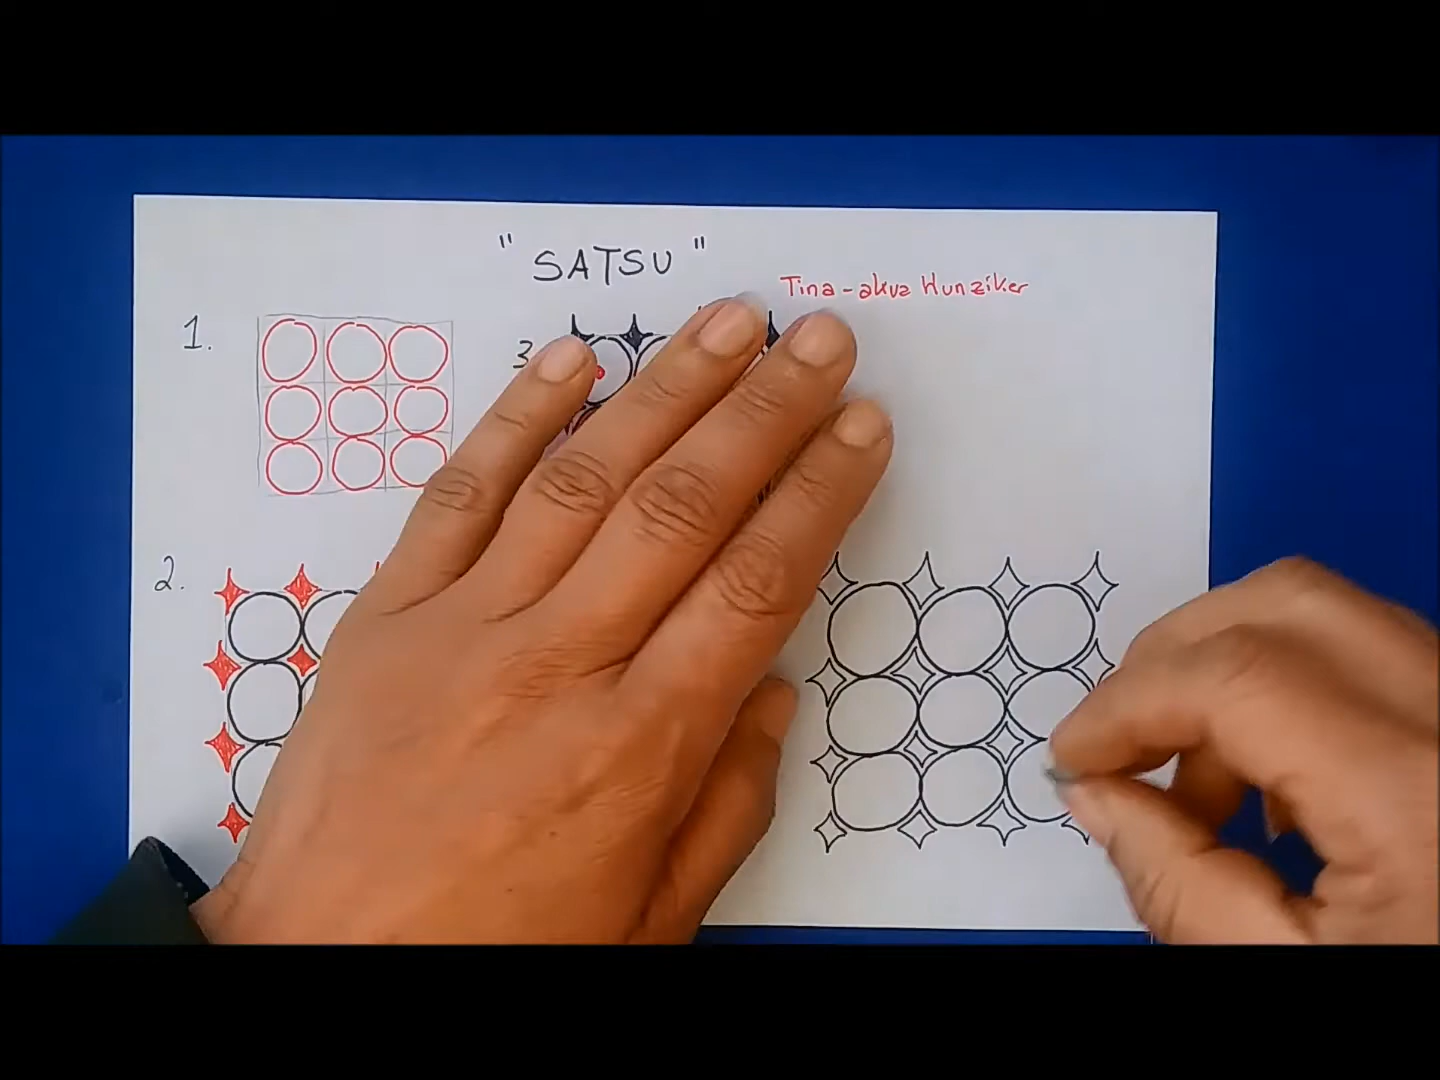 " SATSU "
Tina-akua Hunziker
1.
3
2.